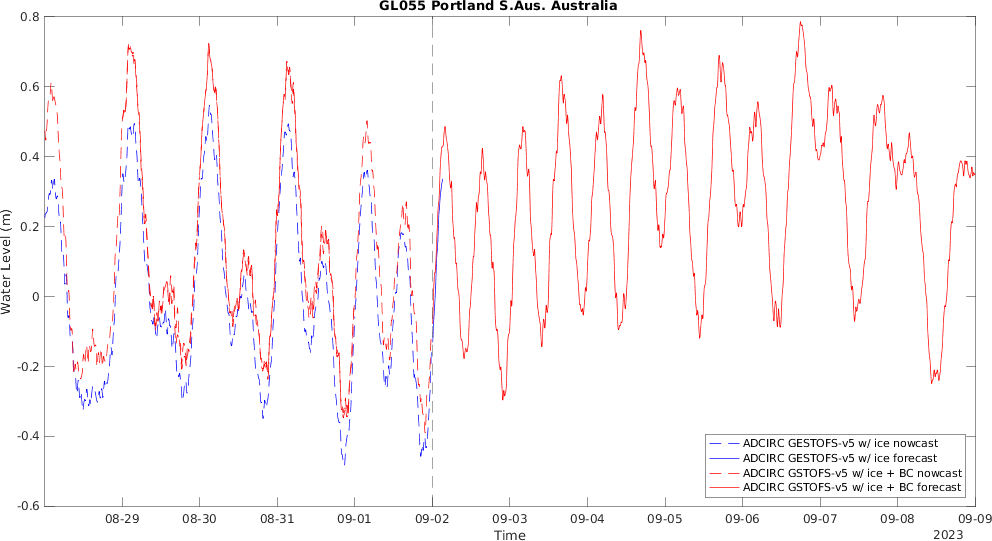 GL055 Portland S.Aus. Australia
0.8
0.6
0.4
0.2
0
-0.2
-0.4
-0.6
Water Level (m)
ADCIRC GESTOFS-v5 w/ ice nowcast
ADCIRC GESTOFS-v5 w/ ice forecast
ADCIRC GSTOFS-v5 w/ ice + BC nowcast
ADCIRC GSTOFS-v5 w/ ice + BC forecast
08-29 08-30 08-31 09-01 09-02 09-03 09-04 09-05 09-06 09-07 09-08 09-09
Time
2023